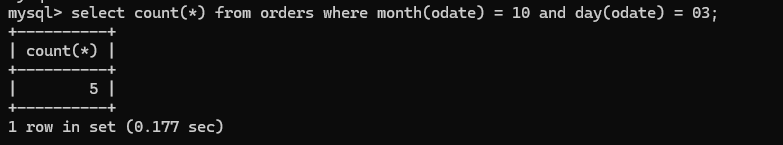 mysql> select count(*) from orders where month(odate) = 10 and day(odate) = 03;
+----------+
| count(*) |
+----------+
|        5 |
+----------+
1 row in set (0.177 sec)